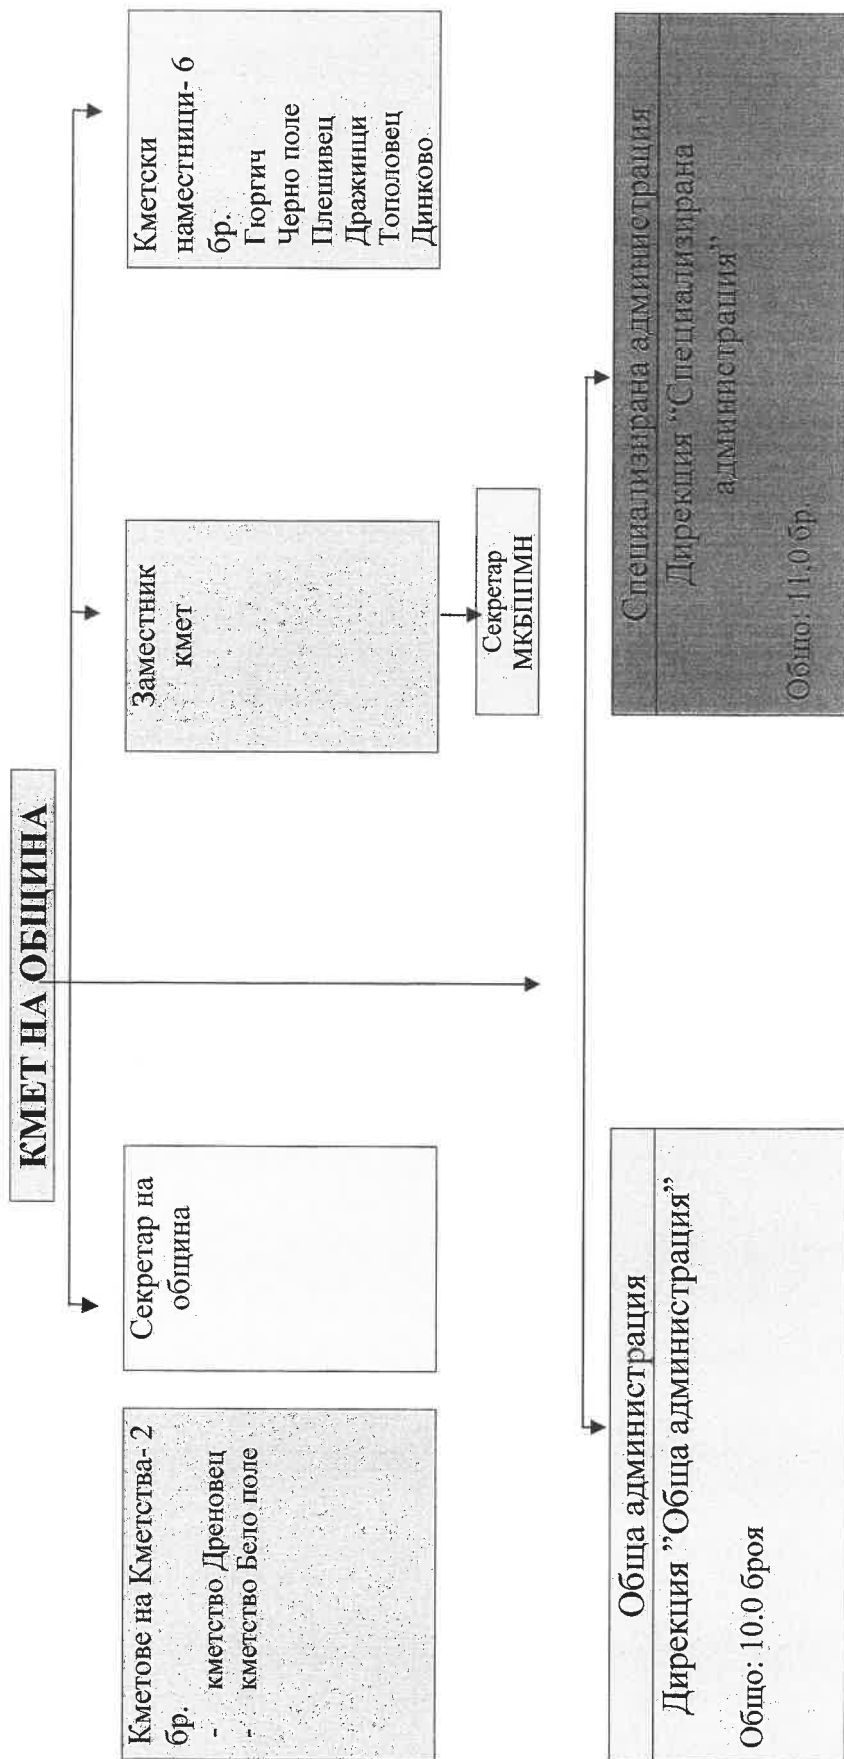 КМЕТ НА ОБЩИНА
Кметове на Кметства- 2
бр.
- кметство Дреновец
- кметство Бело поле
Секретар на
община
Заместник
кмет
Кметски
наместници- 6
бр.
Гюргич
Черно поле
Плешивец
Дражинци
Тополовец
Динково
Секретар
МКБППМН
Обща администрация
Дирекция ”Обща администрация”
Общо: 10.0 броя
Специализирана администрация
Дирекция “Специализирана
администрация”
Общо: 11,0 бр.